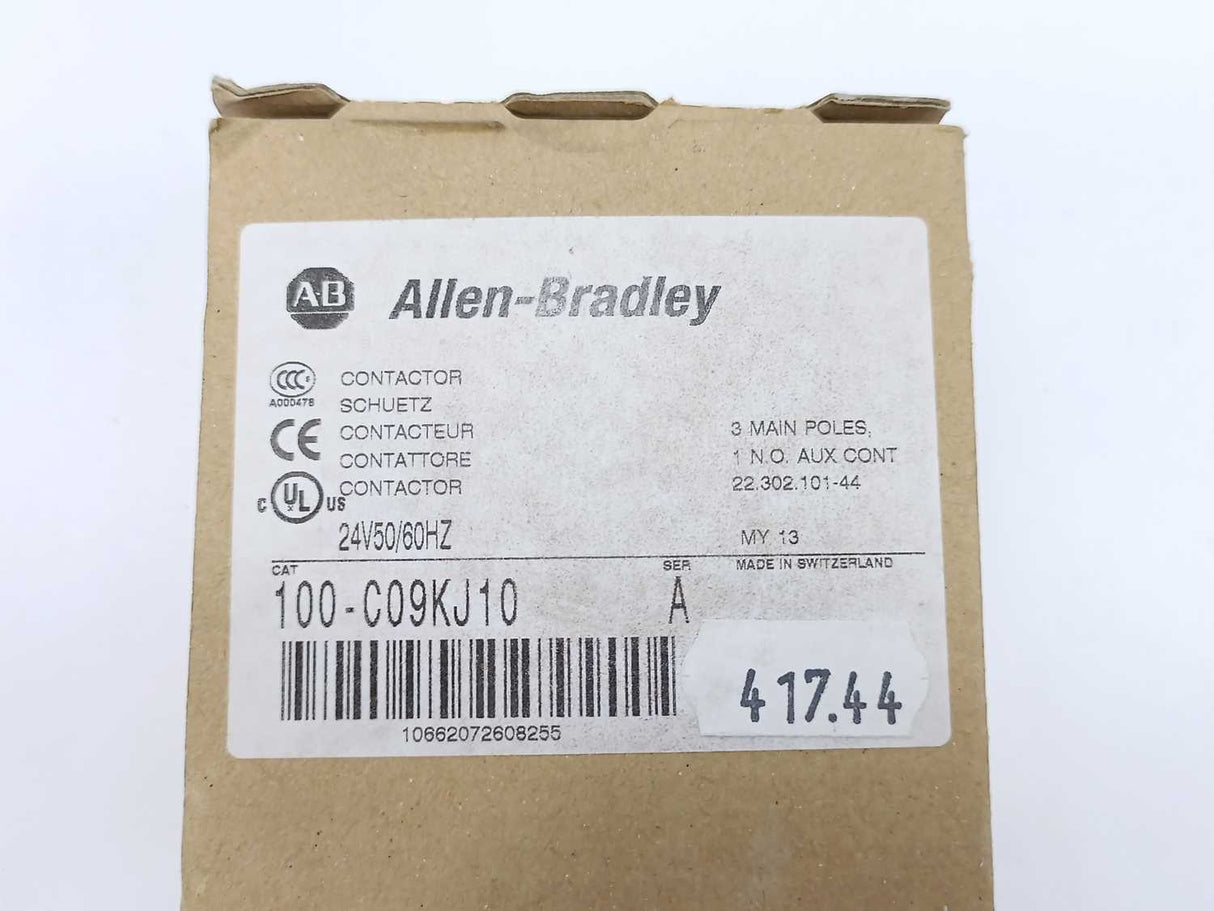 AB Allen-Bradley
CCC
A000478
CE
C UL US
CONTACTOR
SCHUETZ
CONTACTEUR
CONTATTORE
CONTACTOR
24V50/60HZ
3 MAIN POLES,
1 N.O. AUX CONT
22.302.101-44
MY 13
CAT
SER
MADE IN SWITZERLAND
100-C09KJ10
A
10662072608255
417.44